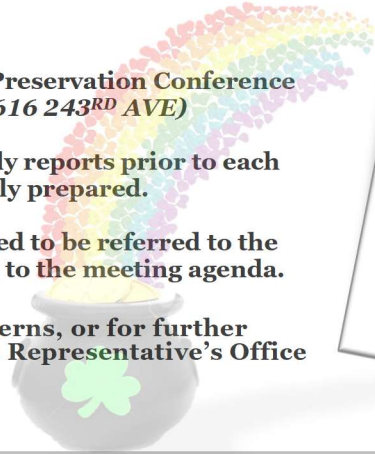 Preservation Conference
616 243RD AVE)
ly reports prior to each
ly prepared.
ed to be referred to the
to the meeting agenda.
erns, or for further
Representative’s Office